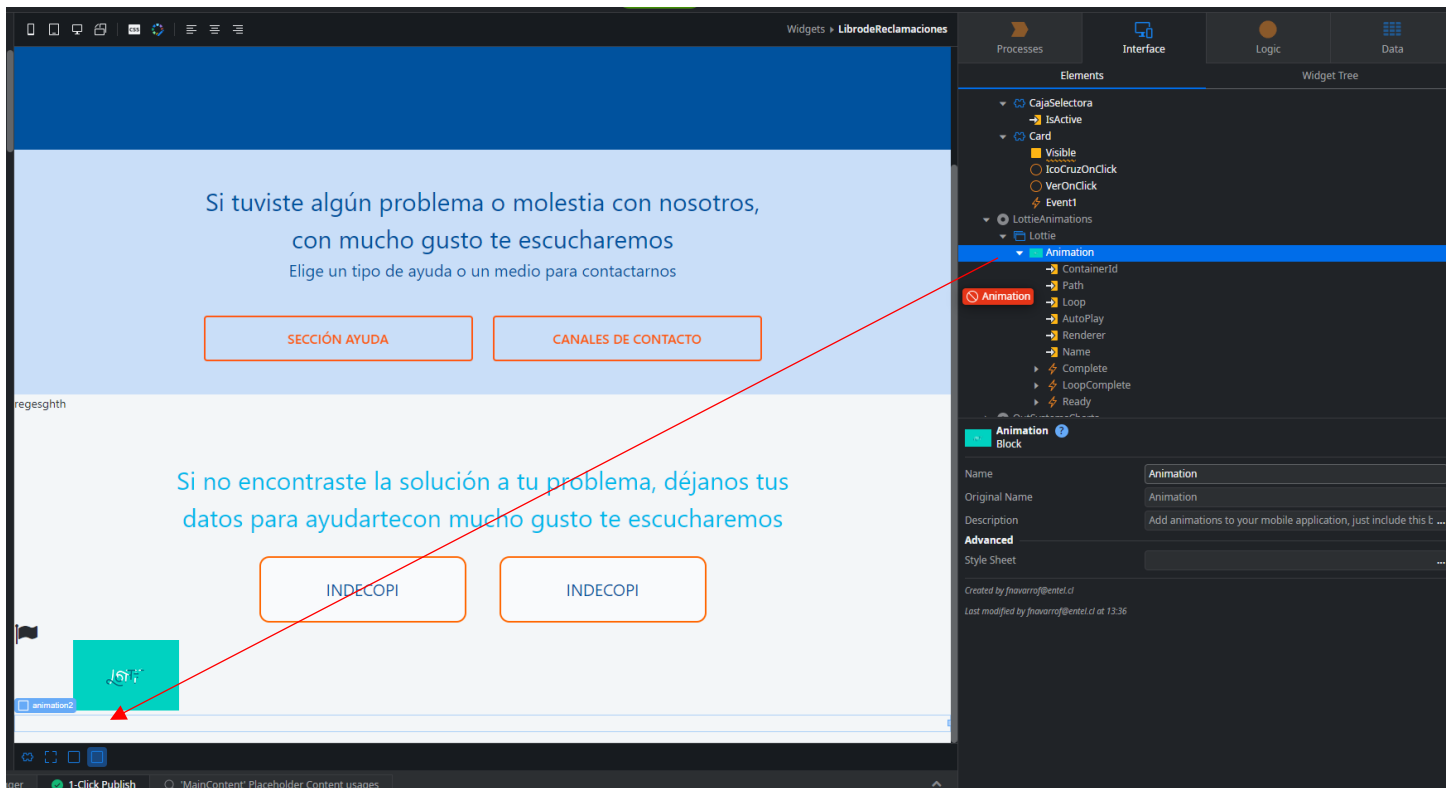 Widgets ▸ LibrodeReclamaciones
Processes
Interface
Logic
Data
Elements
Widget Tree
CajaSelectora
IsActive
Card
Visible
IcoCruzOnClick
VerOnClick
Event1
LottieAnimations
Lottie
Animation
ContainerId
Path
Animation
Loop
AutoPlay
Renderer
Name
Complete
LoopComplete
Ready
OutSystemsCharts
Animation ?
Block
Name
Animation
Original Name
Animation
Description
Add animations to your mobile application, just include this b ...
Advanced
Style Sheet
...
Created by fnavarrof@entel.cl
Last modified by fnavarrof@entel.cl at 13:36
css
Si tuviste algún problema o molestia con nosotros,
con mucho gusto te escucharemos
Elige un tipo de ayuda o un medio para contactarnos
SECCIÓN AYUDA
CANALES DE CONTACTO
regesghth
Si no encontraste la solución a tu problema, déjanos tus
datos para ayudartecon mucho gusto te escucharemos
INDECOPI
INDECOPI
animation2
1-Click Publish
'MainContent' Placeholder Content usages